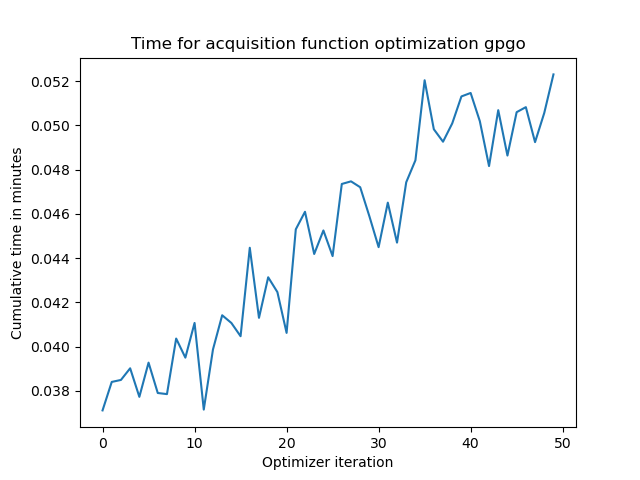 Time for acquisition function optimization gpgo
Cumulative time in minutes
0.052
0.050
0.048
0.046
0.044
0.042
0.040
0.038
0 10 20 30 40 50
Optimizer iteration